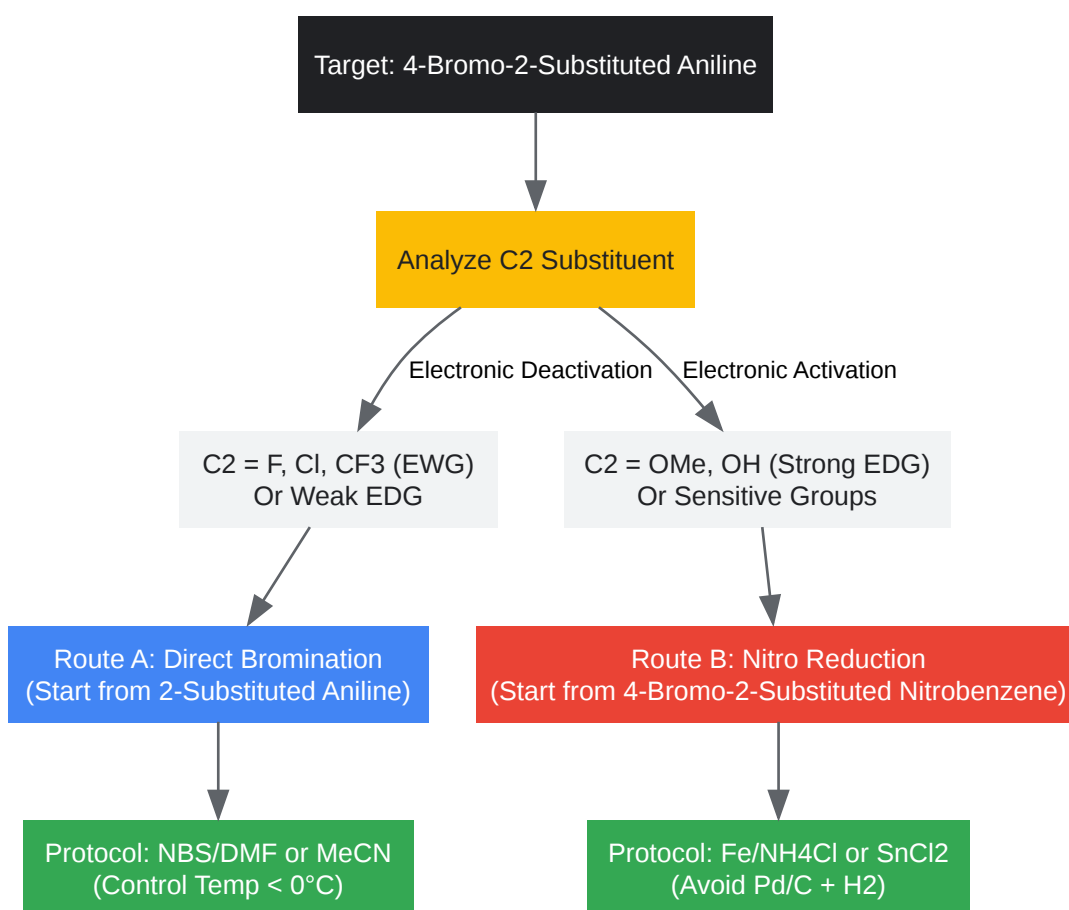 Target: 4-Bromo-2-Substituted Aniline
Analyze C2 Substituent
Electronic Deactivation
Electronic Activation
C2 = F, Cl, CF3 (EWG)
Or Weak EDG
C2 = OMe, OH (Strong EDG)
Or Sensitive Groups
Route A: Direct Bromination
(Start from 2-Substituted Aniline)
Route B: Nitro Reduction
(Start from 4-Bromo-2-Substituted Nitrobenzene)
Protocol: NBS/DMF or MeCN
(Control Temp < 0°C)
Protocol: Fe/NH4Cl or SnCl2
(Avoid Pd/C + H2)